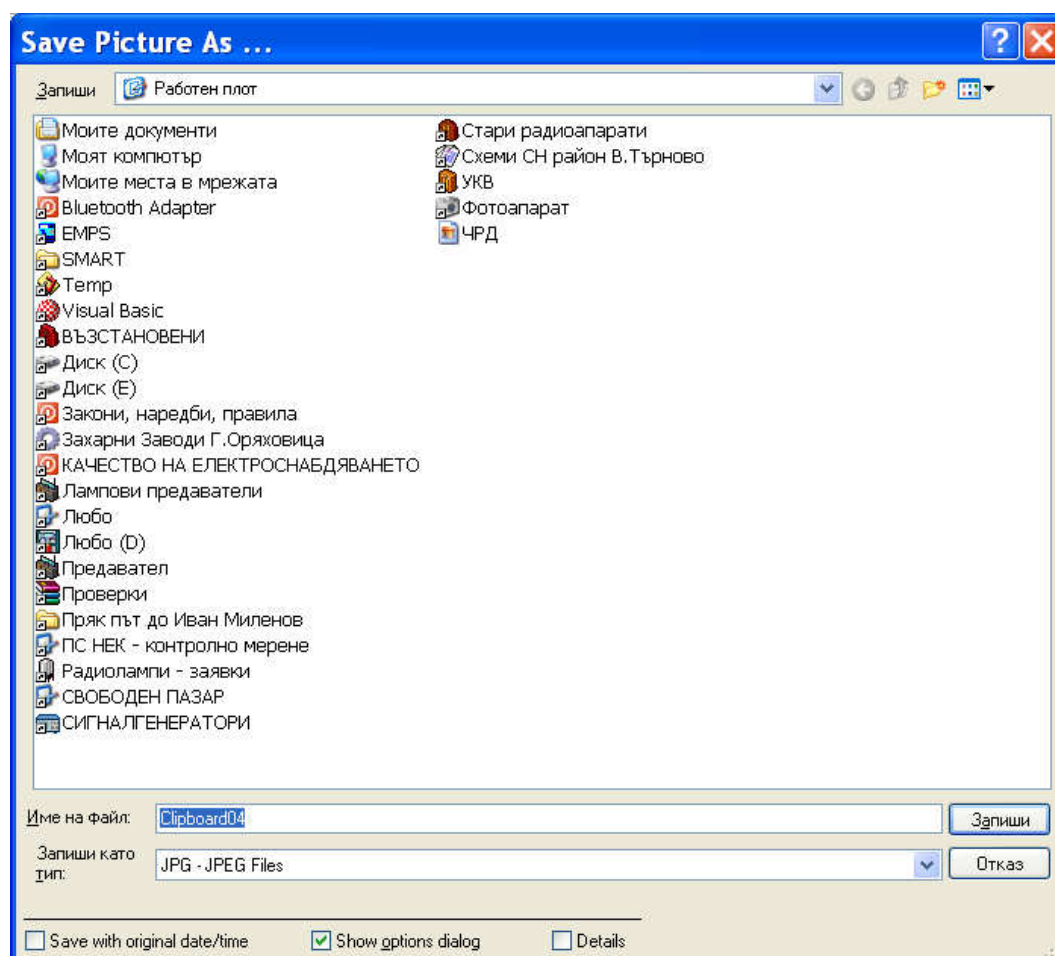 Save Picture As ...
Запиши
Работен плот
Моите документи
Моят компютър
Моите места в мрежата
Bluetooth Adapter
EMPS
SMART
Temp
Visual Basic
ВЪЗСТАНОВЕНИ
Диск (C)
Диск (E)
Закони, наредби, правила
Захарни Заводи Г.Оряховица
КАЧЕСТВО НА ЕЛЕКТРОСНАБДЯВАНЕТО
Лампови предаватели
Любо
Любо (D)
Предавател
Проверки
Пряк път до Иван Миленов
ПС НЕК - контролно мерене
Радиолампи - заявки
СВОБОДЕН ПАЗАР
СИГНАЛГЕНЕРАТОРИ
Стари радиоапарати
Схеми СН район В.Търново
УКВ
Фотоапарат
ЧРД
Име на файл:
Clipboard04
Запиши
Запиши като
тип:
JPG - JPEG Files
Отказ
Save with original date/time
Show options dialog
Details